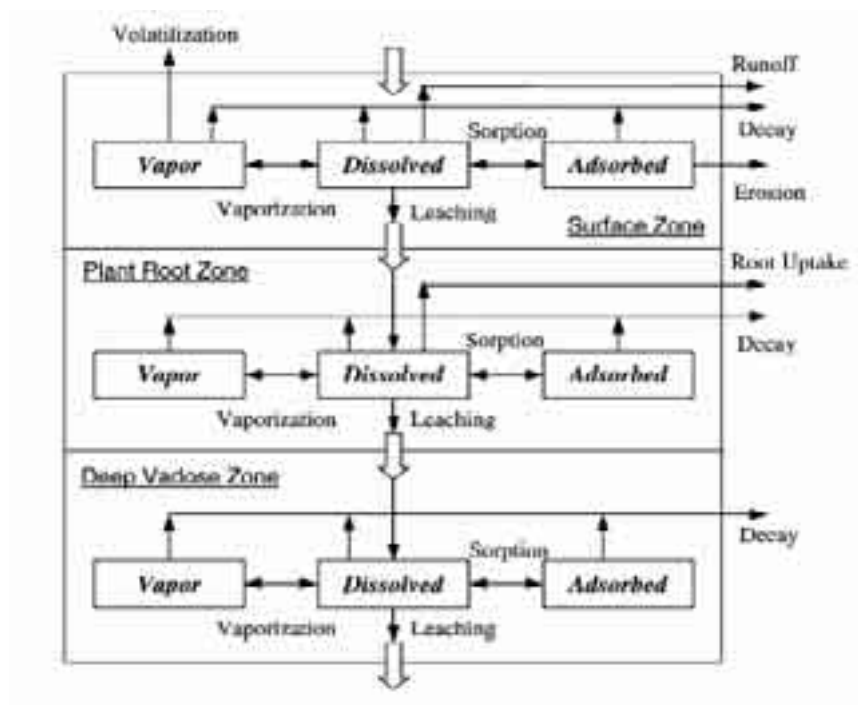 Volatilization
Runoff
Decay
Sorption
Vapor
Dissolved
Adsorbed
Erosion
Vaporization
Leaching
Surface Zone
Plant Root Zone
Root Uptake
Sorption
Decay
Vapor
Dissolved
Adsorbed
Vaporization
Leaching
Deep Vadose Zone
Decay
Sorption
Vapor
Dissolved
Adsorbed
Vaporization
Leaching